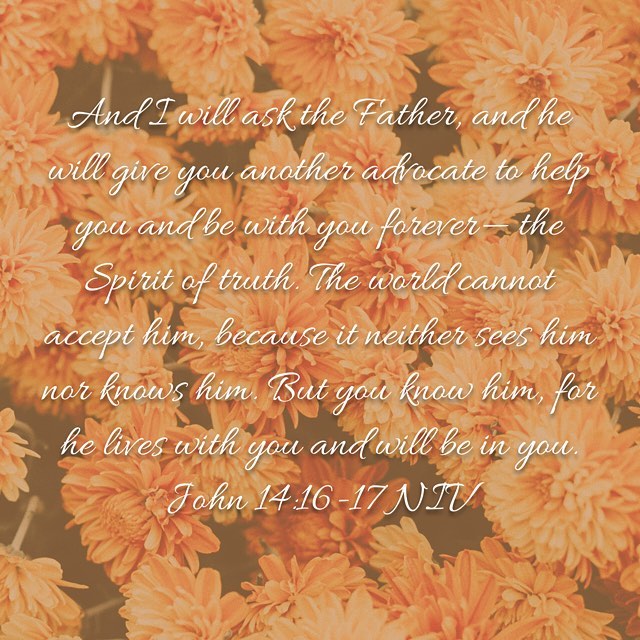 And I will ask the Father, and he
will give you another advocate to help
you and be with you forever— the
Spirit of truth. The world cannot
accept him, because it neither sees him
nor knows him. But you know him, for
he lives with you and will be in you.
John 14:16-17 NIV